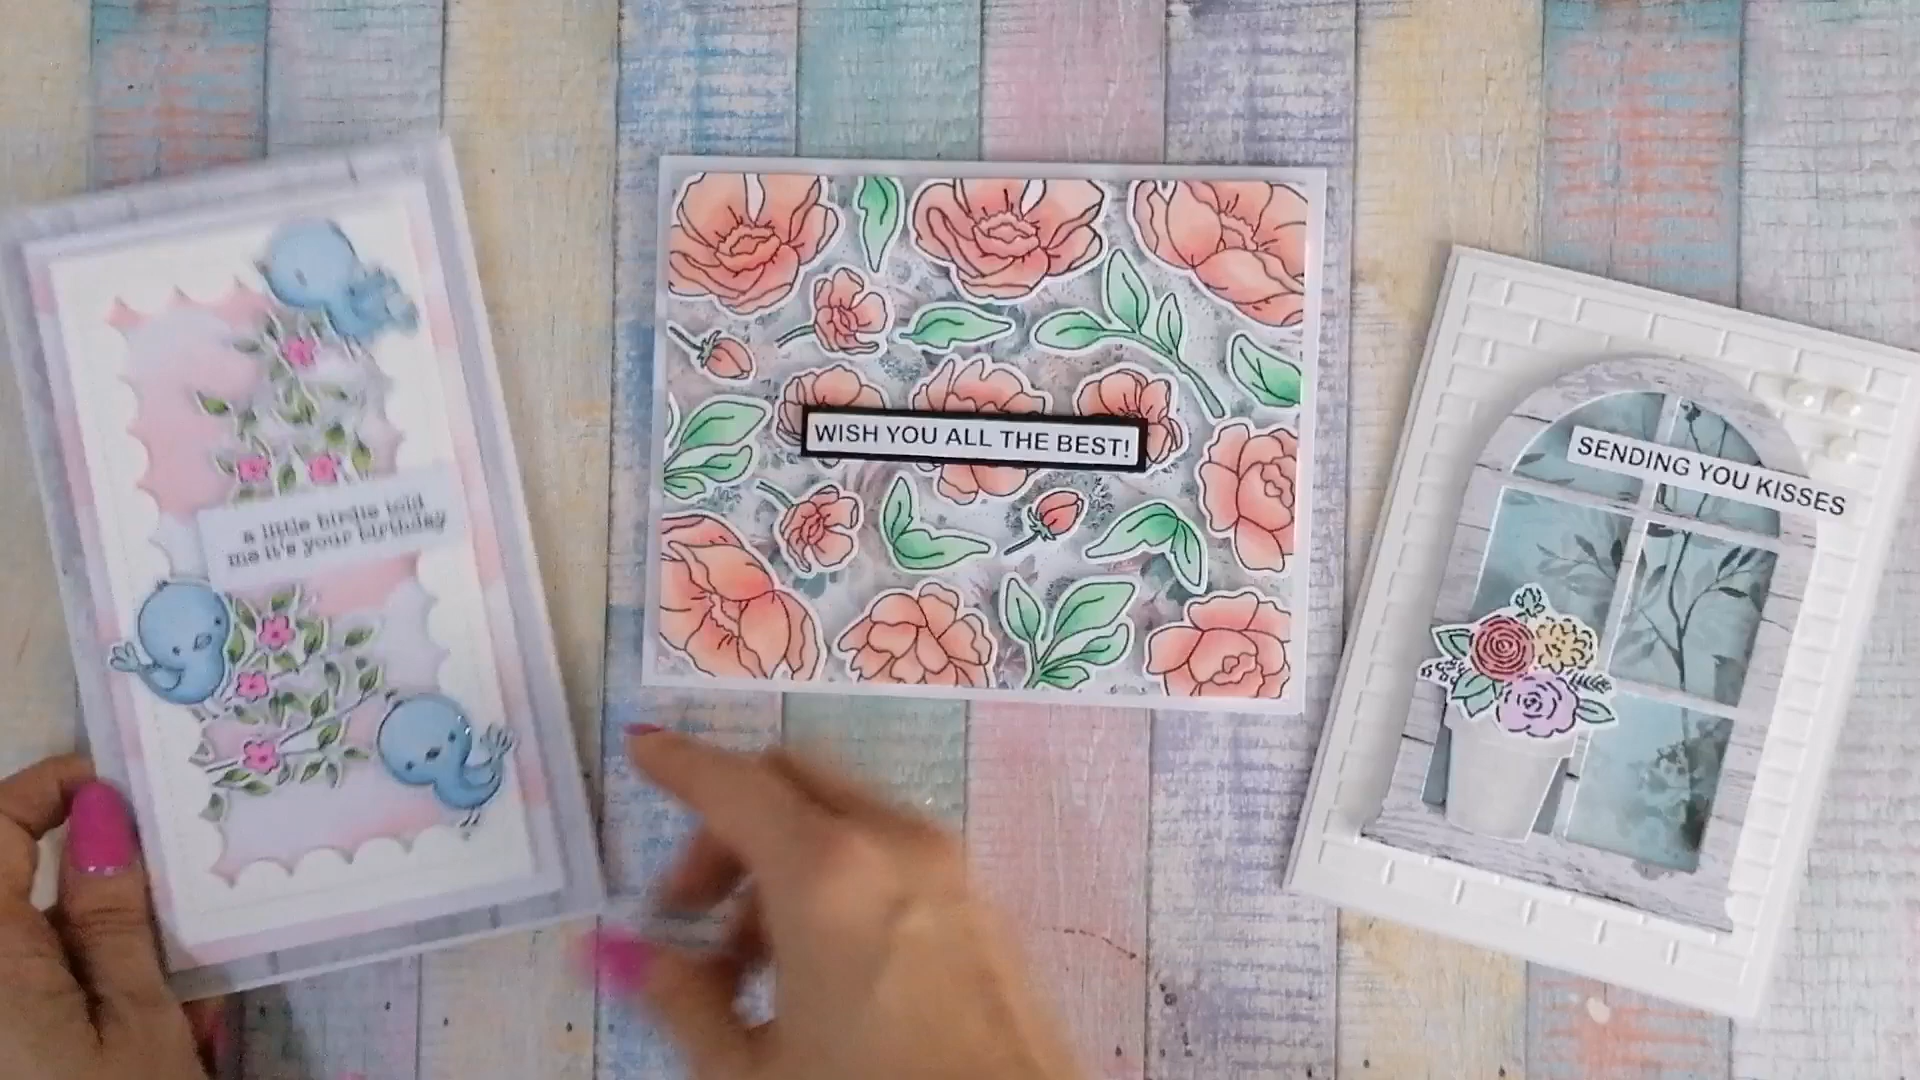 a little birdie told
me it's your birthday
WISH YOU ALL THE BEST!
SENDING YOU KISSES